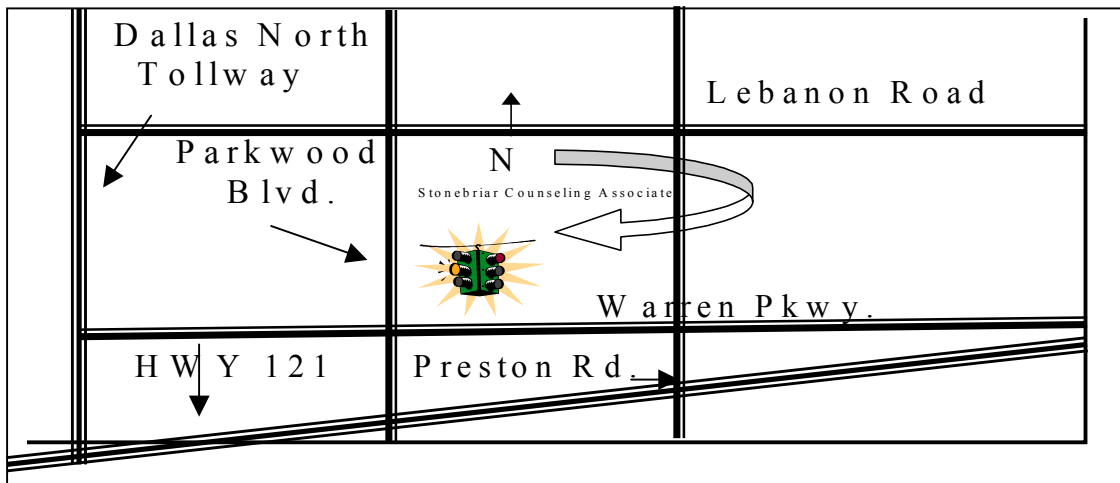 Dallas North
Tollway
Lebanon Road
Parkwood
Blvd.
N
Stonebriar Counseling Associate
Warren Pkwy.
HWY 121
Preston Rd.